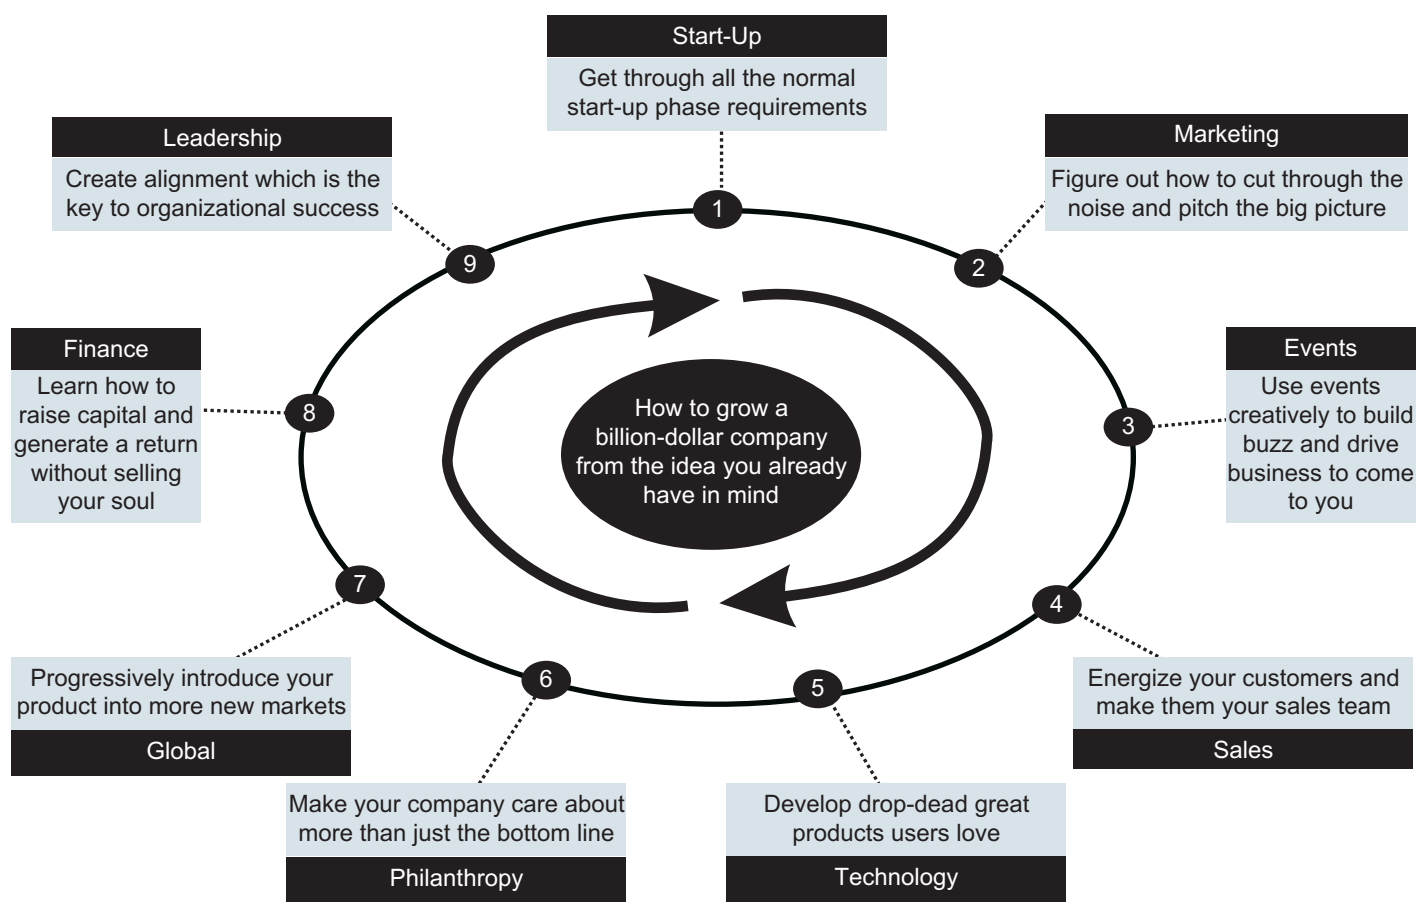 Start-Up
Get through all the normal
start-up phase requirements
1
Marketing
Figure out how to cut through the
noise and pitch the big picture
2
Events
Use events
creatively to build
buzz and drive
business to come
to you
3
4
Energize your customers and
make them your sales team
Sales
5
Develop drop-dead great
products users love
Technology
6
Make your company care about
more than just the bottom line
Philanthropy
7
Progressively introduce your
product into more new markets
Global
Finance
Learn how to
raise capital and
generate a return
without selling
your soul
8
Leadership
Create alignment which is the
key to organizational success
9
How to grow a
billion-dollar company
from the idea you already
have in mind